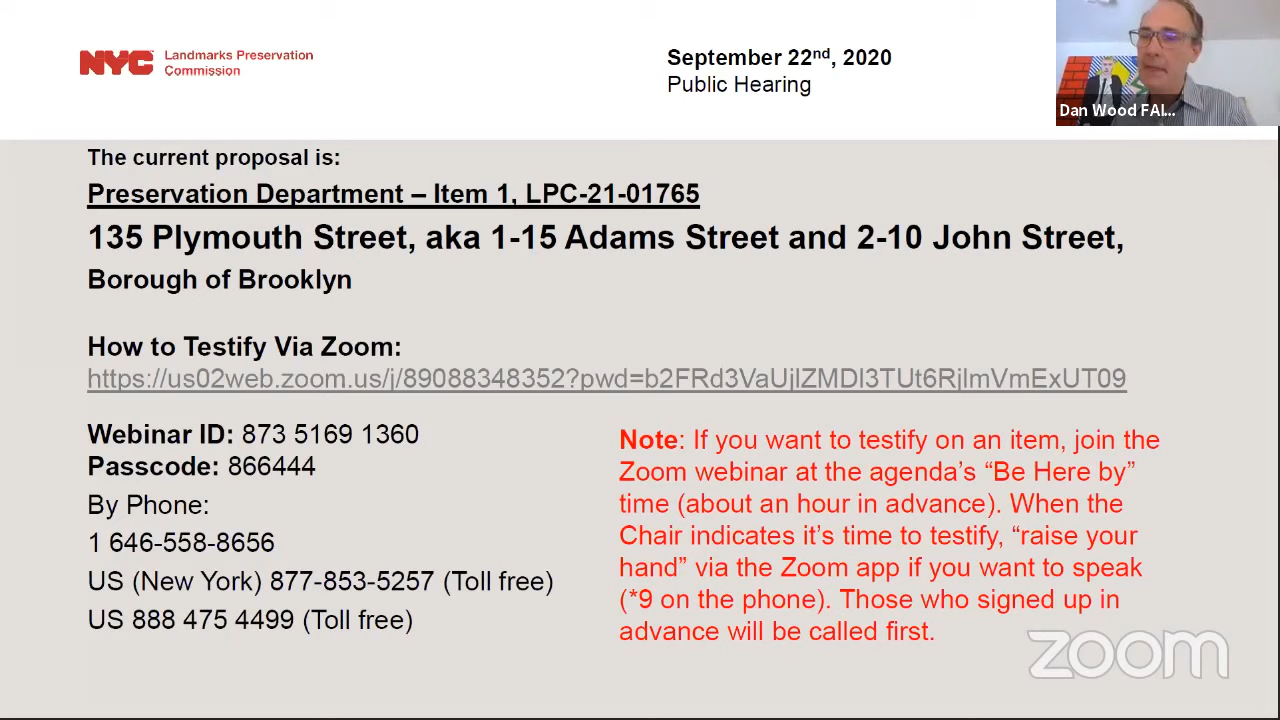 NYC Landmarks Preservation
Commission
September 22nd, 2020
Public Hearing
Dan Wood FAI...
The current proposal is:
Preservation Department – Item 1, LPC-21-01765
135 Plymouth Street, aka 1-15 Adams Street and 2-10 John Street,
Borough of Brooklyn
How to Testify Via Zoom:
https://us02web.zoom.us/j/89088348352?pwd=b2FRd3VaUjlZMDl3TUt6RjlmVmExUT09
Webinar ID: 873 5169 1360
Passcode: 866444
By Phone:
1 646-558-8656
US (New York) 877-853-5257 (Toll free)
US 888 475 4499 (Toll free)
Note: If you want to testify on an item, join the
Zoom webinar at the agenda’s “Be Here by”
time (about an hour in advance). When the
Chair indicates it’s time to testify, “raise your
hand” via the Zoom app if you want to speak
(*9 on the phone). Those who signed up in
advance will be called first.
zoom